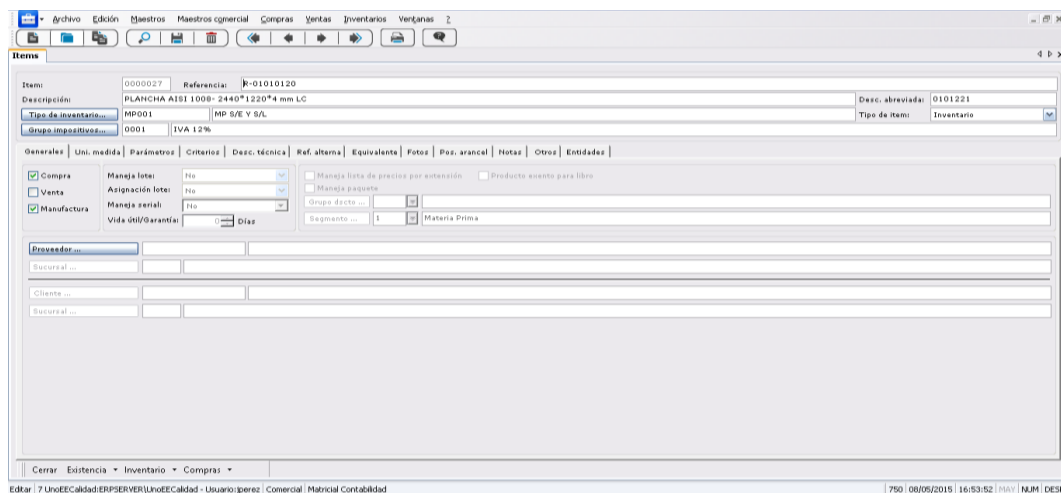 Archivo Edición Maestros Maestros comercial Compras Ventas Inventarios Ventanas ?
Items
Item: 0000027 Referencia: R-01010120
Descripción: PLANCHA AISI 1008- 2440*1220*4 mm LC Desc. abreviada: 0101221
Tipo de inventario... MP001 MP S/E Y S/L Tipo de item: Inventario
Grupo impositivos... 0001 IVA 12%
Generales Uni. medida Parámetros Criterios Desc. técnica Ref. alterna Equivalente Fotos Pos. arancel Notas Otros Entidades
Compra Maneja lote: No Maneja lista de precios por extensión Producto exento para libro
Venta Asignación lote: No Maneja paquete
Manufactura Maneja serial: No Grupo dscto ...
Vida útil/Garantía: 0 Días Segmento ... 1 Materia Prima
Proveedor ...
Sucursal ...
Cliente ...
Sucursal ...
Cerrar Existencia Inventario Compras
Editar 7 UnoEECalidad:ERPSERVER\UnoEECalidad - Usuario:jperez Comercial Matricial Contabilidad 750 08/05/2015 16:53:52 MAY NUM DESP